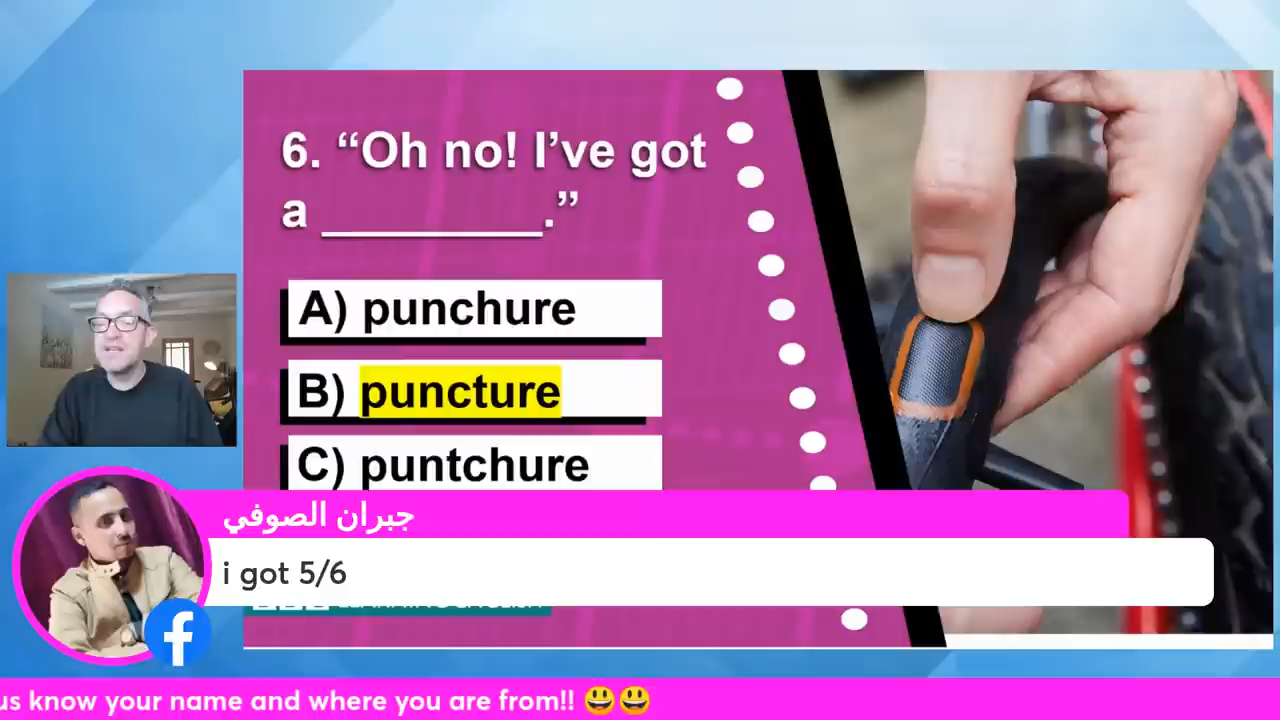 6. “Oh no! I’ve got
a __________.”
A) punchure
B) puncture
C) puntchure
جبران الصوفي
i got 5/6
us know your name and where you are from!! 😃😃